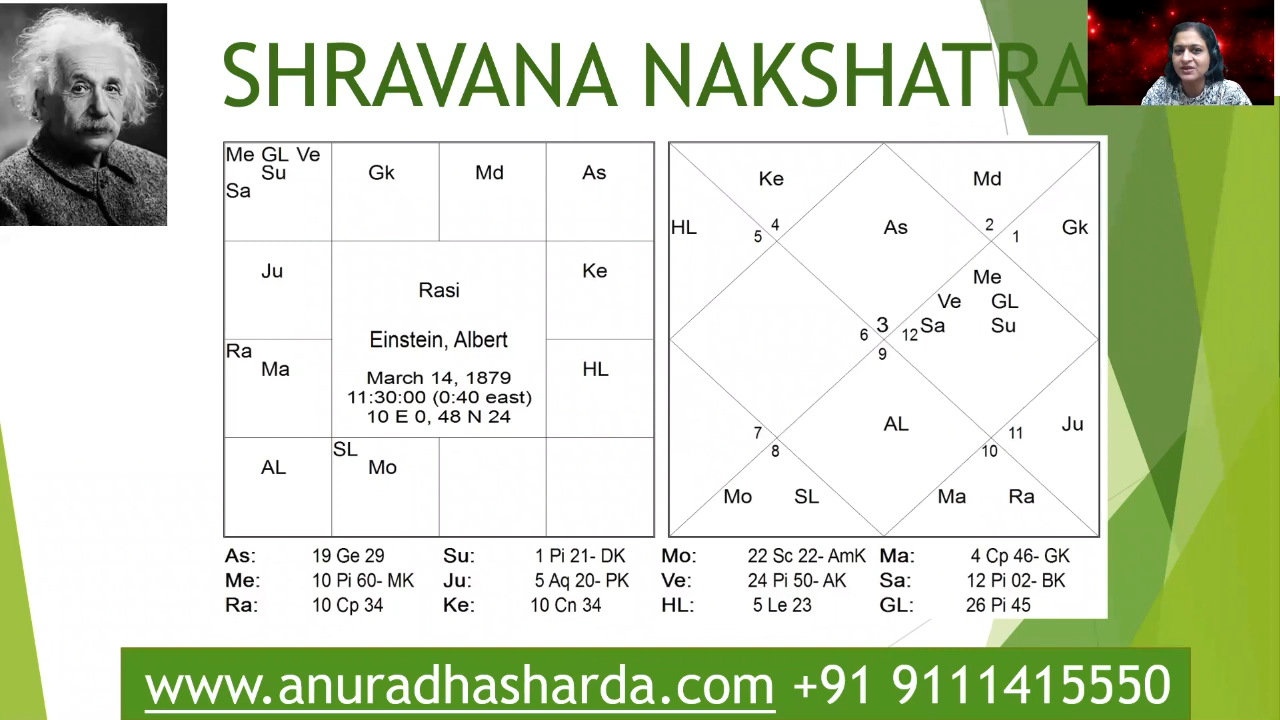 SHRAVANA NAKSHATRA
Me GL Ve
Su
Sa
Gk
Md
As
Ju
Ke
Rasi
Einstein, Albert
March 14, 1879
11:30:00 (0:40 east)
10 E 0, 48 N 24
Ra
Ma
HL
AL
SL
Mo
Ke
Md
HL
5
4
As
2
1
Gk
Me
Ve
GL
Sa
Su
6
3
12
9
7
8
AL
11
10
Ju
Mo
SL
Ma
Ra
As: 19 Ge 29 Su: 1 Pi 21- DK Mo: 22 Sc 22- AmK Ma: 4 Cp 46- GK
Me: 10 Pi 60- MK Ju: 5 Aq 20- PK Ve: 24 Pi 50- AK Sa: 12 Pi 02- BK
Ra: 10 Cp 34 Ke: 10 Cn 34 HL: 5 Le 23 GL: 26 Pi 45
www.anuradhasharda.com +91 9111415550